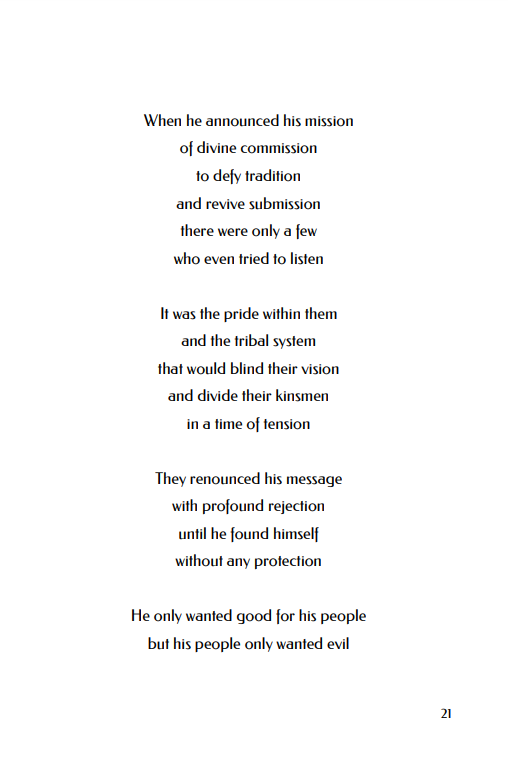 When he announced his mission
of divine commission
to defy tradition
and revive submission
there were only a few
who even tried to listen
It was the pride within them
and the tribal system
that would blind their vision
and divide their kinsmen
in a time of tension
They renounced his message
with profound rejection
until he found himself
without any protection
He only wanted good for his people
but his people only wanted evil
21